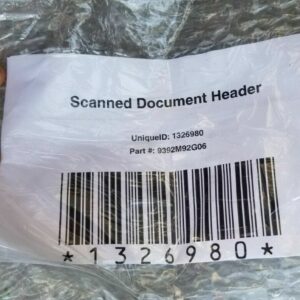 Scanned Document Header
UniqueID: 1326980
Part #: 9392M92G06
*1326980*